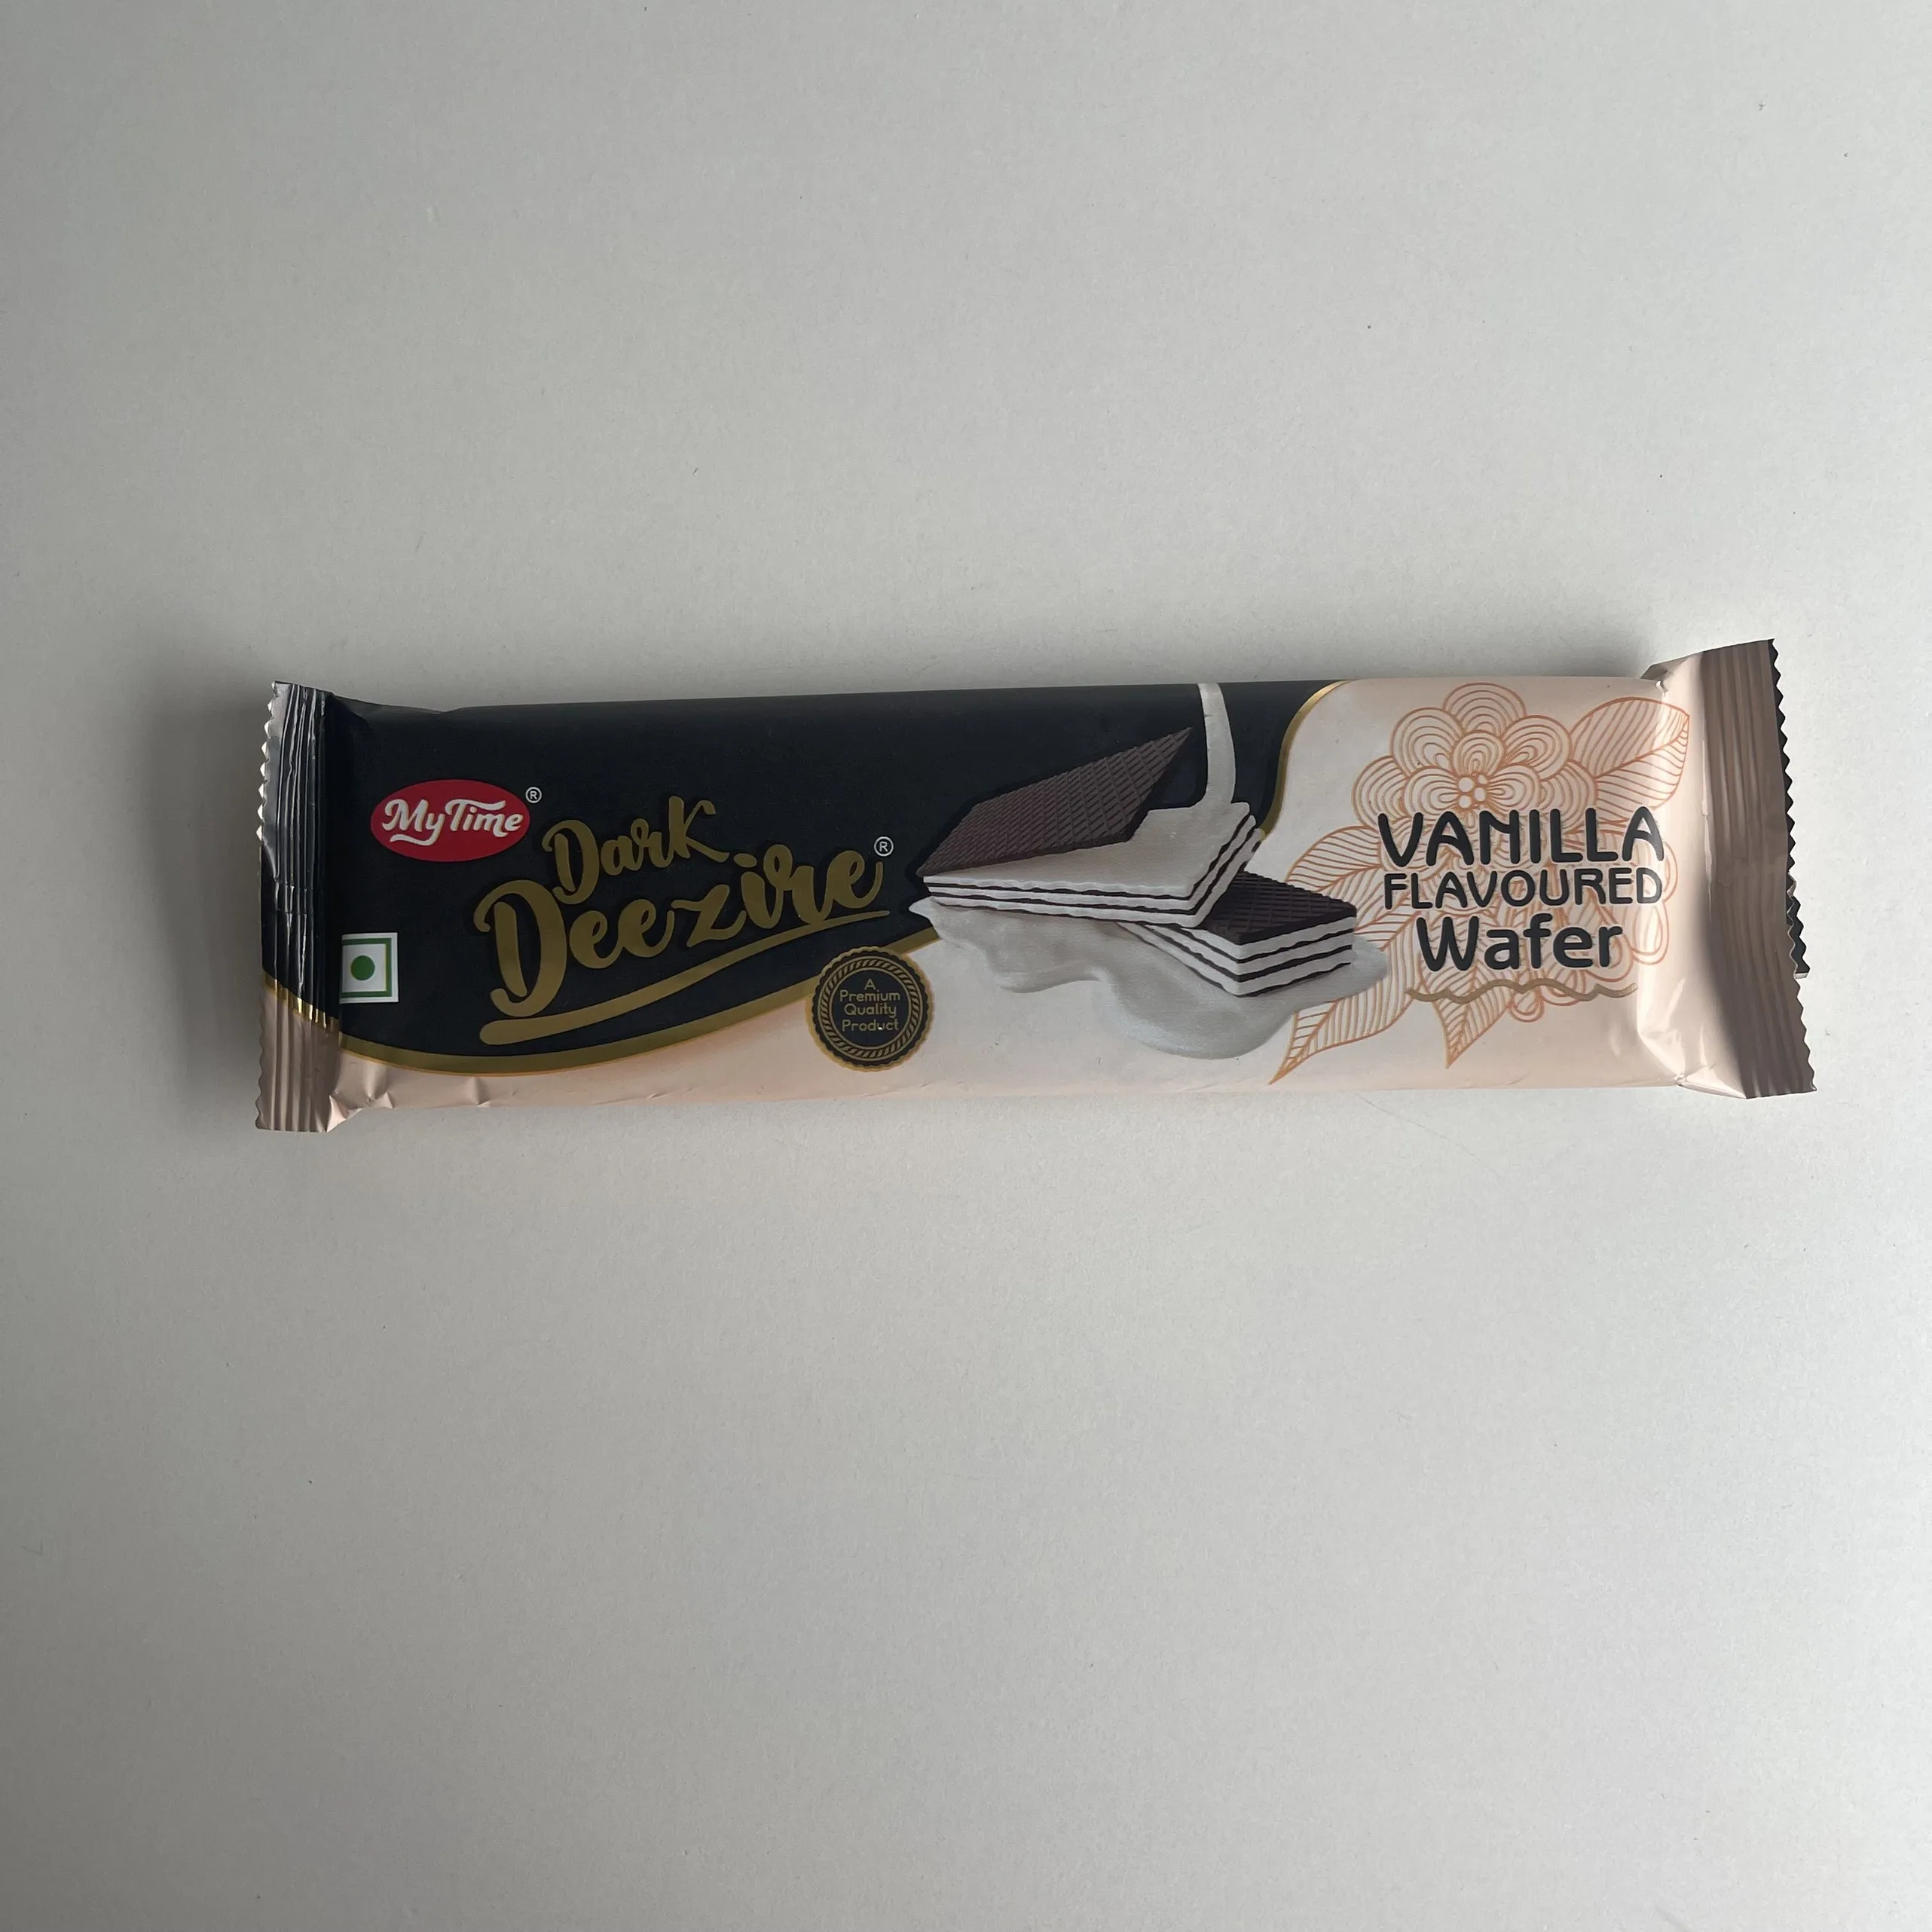 MyTime ®
Dark
Deezire ®
A
Premium
Quality
Product
VANILLA
FLAVOURED
Wafer